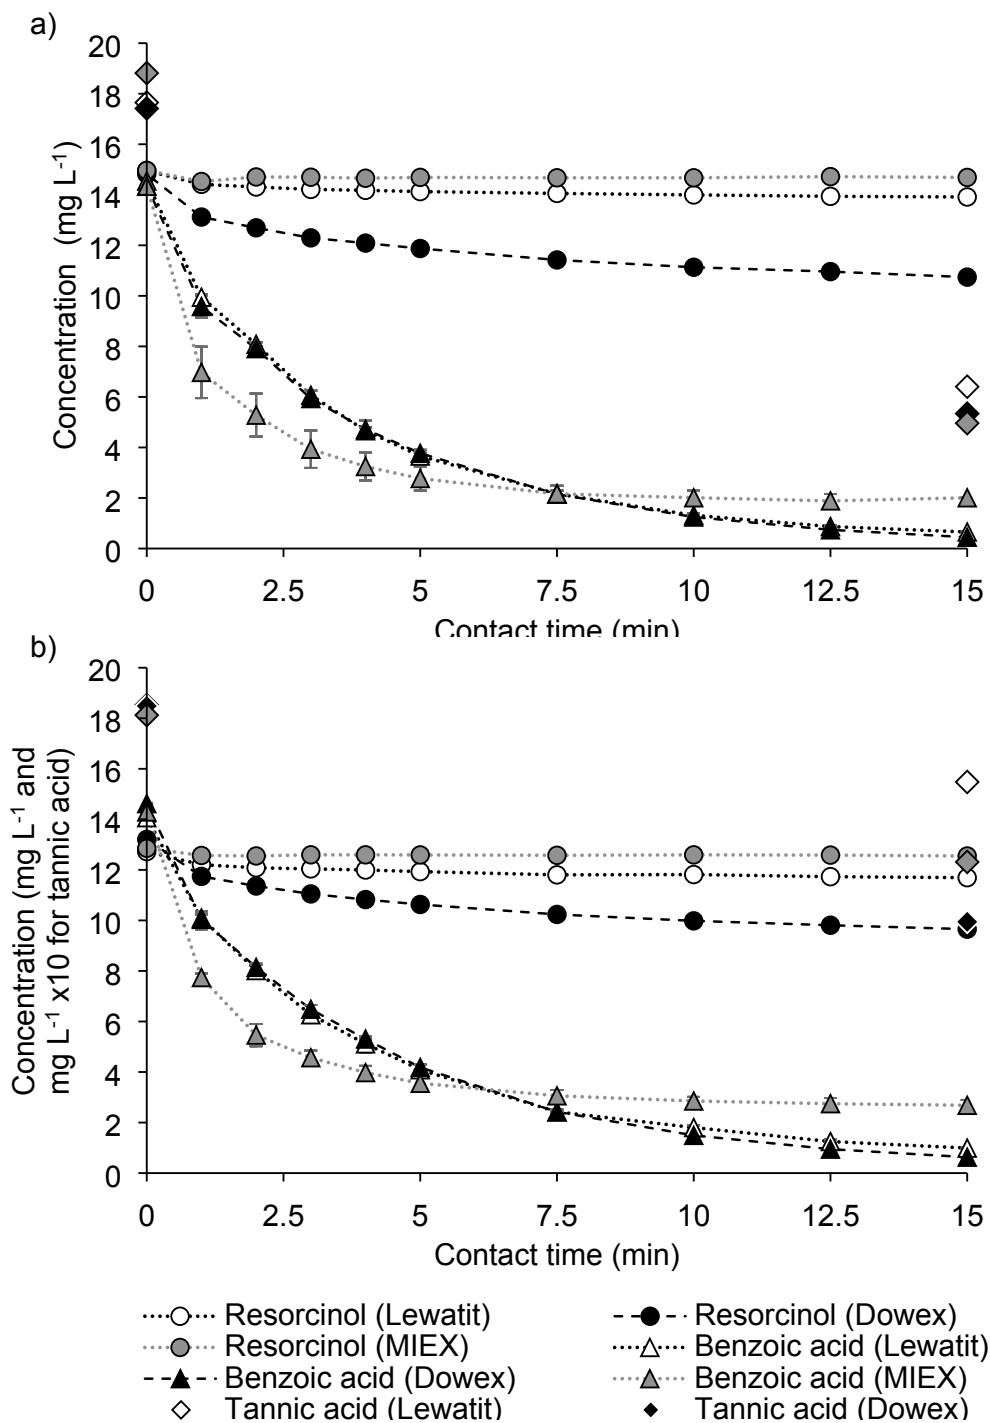 a)
20
18
16
14
12
10
8
6
4
2
0
Concentration (mg L-1)
0 2.5 5 7.5 10 12.5 15
Contact time (min)
b)
20
18
16
14
12
10
8
6
4
2
0
Concentration (mg L-1 and
mg L-1 x10 for tannic acid)
0 2.5 5 7.5 10 12.5 15
Contact time (min)
Resorcinol (Lewatit) Resorcinol (Dowex)
Resorcinol (MIEX) Benzoic acid (Lewatit)
Benzoic acid (Dowex) Benzoic acid (MIEX)
Tannic acid (Lewatit) Tannic acid (Dowex)